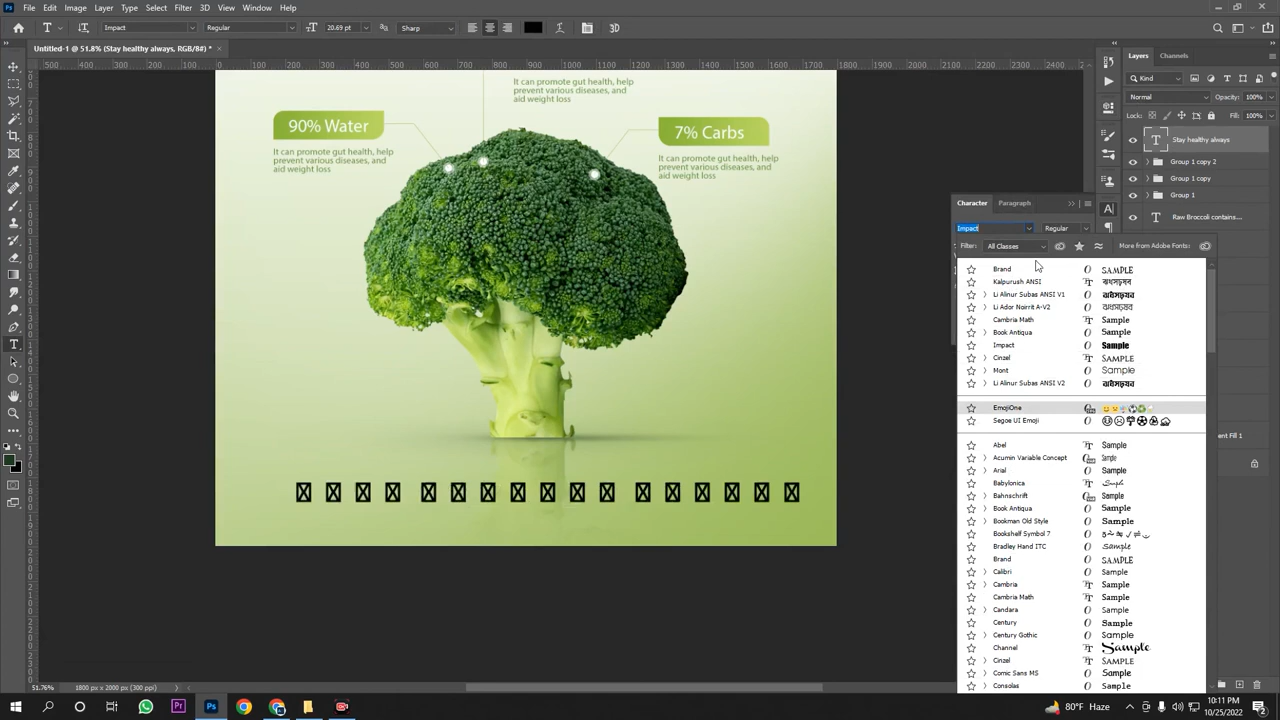 File Edit Image Layer Type Select Filter 3D View Window Help
T Impact Regular 20.69 pt Sharp 3D
Untitled-1 @ 51.8% (Stay healthy always, RGB/8#) *
It can promote gut health, help
prevent various diseases, and
aid weight loss
90% Water
It can promote gut health, help
prevent various diseases, and
aid weight loss
7% Carbs
It can promote gut health, help
prevent various diseases, and
aid weight loss
Layers Channels
Kind
Normal Opacity: 100%
Lock: Fill: 100%
Stay healthy always
Group 1 copy 2
Group 1 copy
Group 1
Raw Broccoli contains...
Character Paragraph
Impact Regular
Filter: All Classes More from Adobe Fonts:
Brand SAMPLE
Kalpurush ANSI
Li Alinur Subas ANSI V1
Li Ador Noirrit A-V2
Cambria Math Sample
Book Antiqua Sample
Impact Sample
Cinzel SAMPLE
Mont Sample
Li Alinur Subas ANSI V2
EmojiOne
Segoe UI Emoji
Abel Sample
Acumin Variable Concept Sample
Arial Sample
Babylonica Sample
Bahnschrift Sample
Book Antiqua Sample
Bookman Old Style Sample
Bookshelf Symbol 7
Bradley Hand ITC Sample
Brand SAMPLE
Calibri Sample
Cambria Sample
Cambria Math Sample
Candara Sample
Century Sample
Century Gothic Sample
Channel Sample
Cinzel SAMPLE
Comic Sans MS Sample
Consolas Sample
51.76% 1800 px x 2000 px (300 ppi)
80°F Haze 10:11 PM
10/25/2022